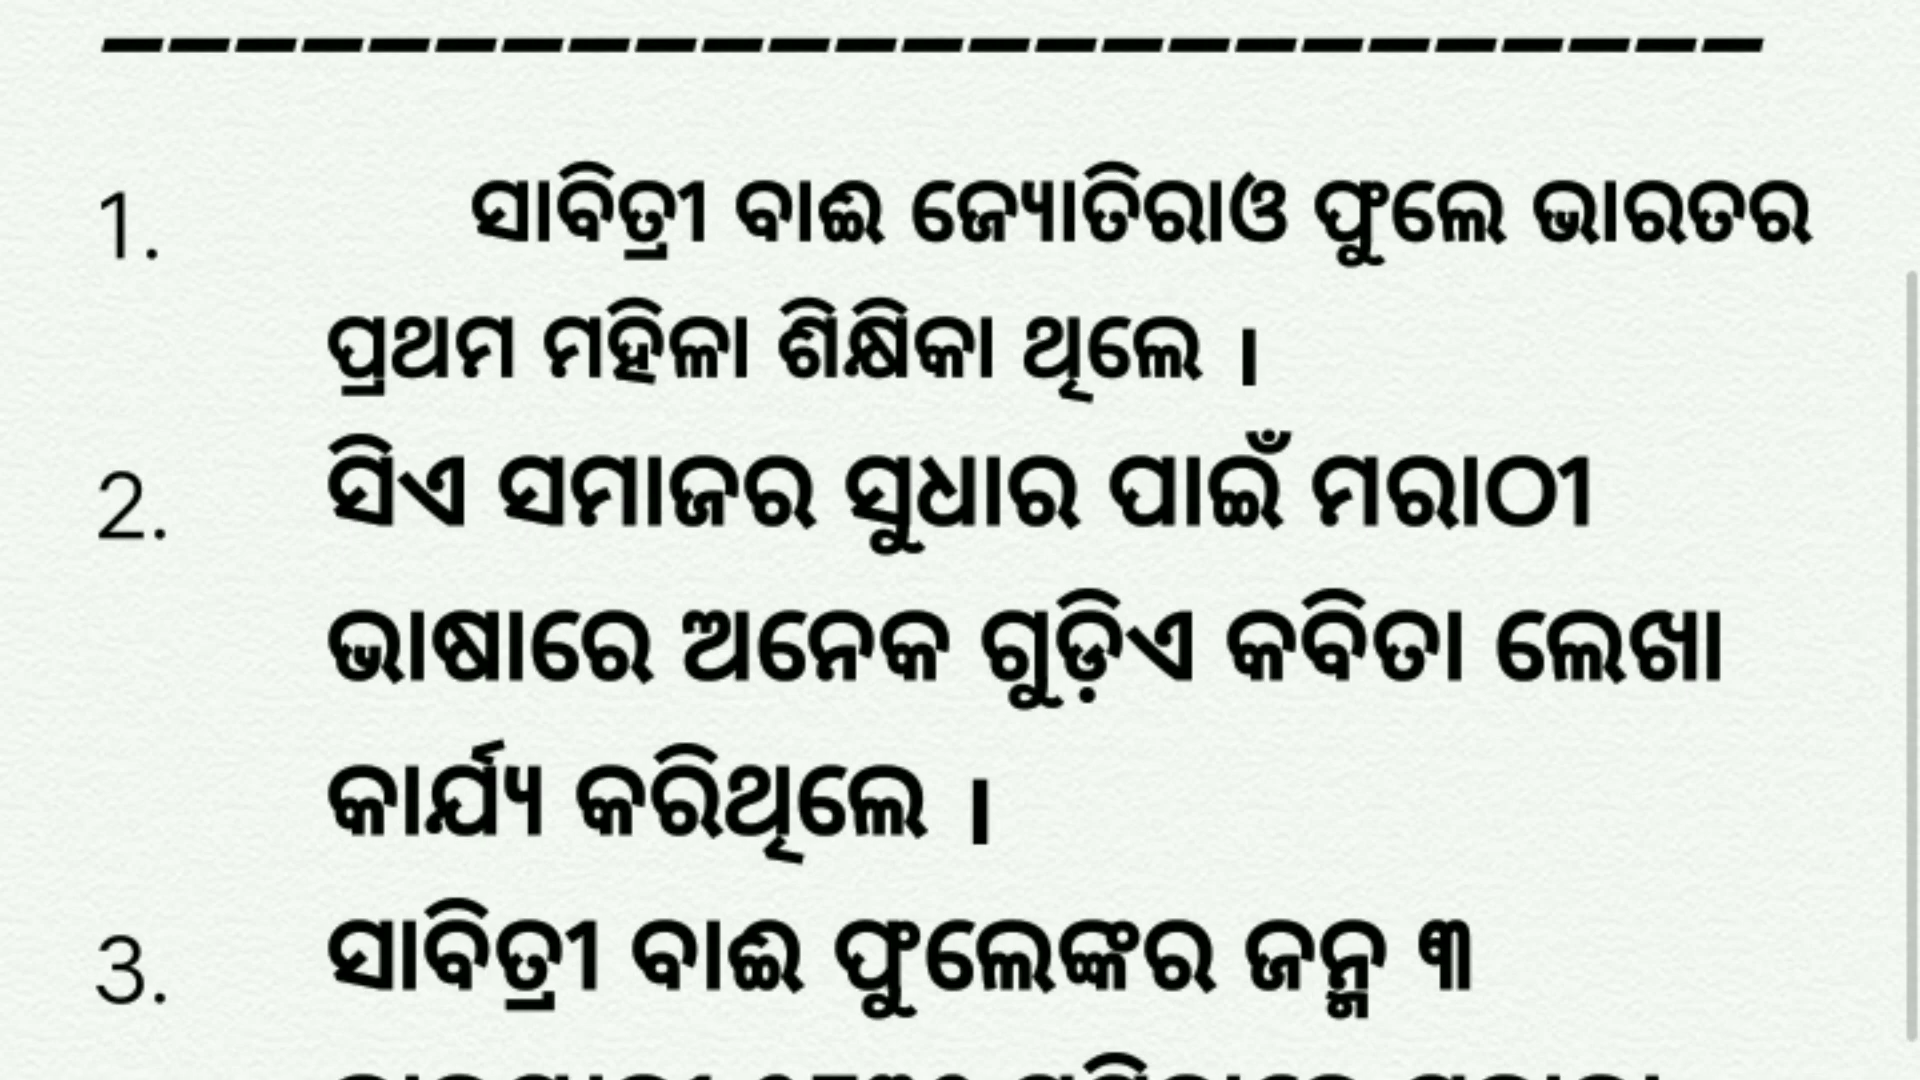 1. ସାବିତ୍ରୀ ବାଈ ଜ୍ୟୋତିରାଓ ଫୁଲେ ଭାରତର
ପ୍ରଥମ ମହିଳା ଶିକ୍ଷିକା ଥିଲେ ।
2. ସିଏ ସମାଜର ସୁଧାର ପାଇଁ ମରାଠୀ
ଭାଷାରେ ଅନେକ ଗୁଡ଼ିଏ କବିତା ଲେଖା
କାର୍ଯ୍ୟ କରିଥିଲେ ।
3. ସାବିତ୍ରୀ ବାଈ ଫୁଲେଙ୍କର ଜନ୍ମ ୩